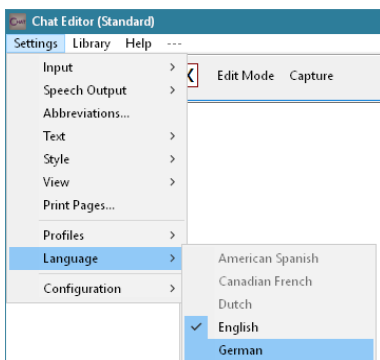 CHAT Chat Editor (Standard)
Settings Library Help ---
Input
Speech Output
Abbreviations...
Text
Style
View
Print Pages...
Profiles
Language
Configuration
Edit Mode Capture
American Spanish
Canadian French
Dutch
English
German